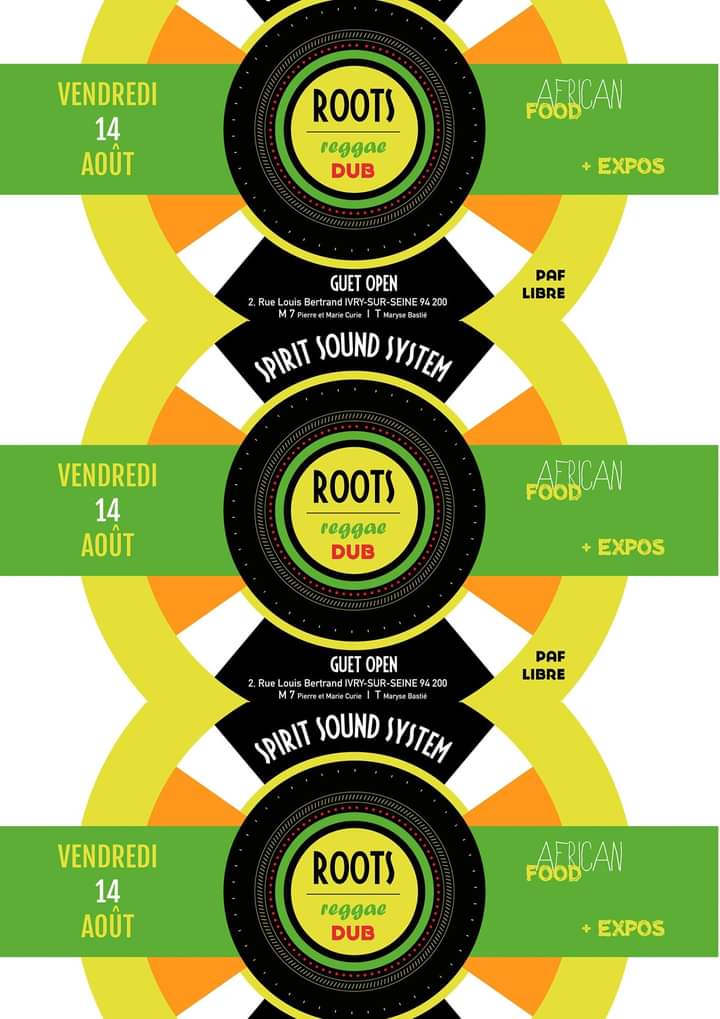 VENDREDI
14
AOÛT
ROOTS
reggae
DUB
AFRICAN
FOOD
+ EXPOS
GUET OPEN
2, Rue Louis Bertrand IVRY-SUR-SEINE 94 200
M 7 Pierre et Marie Curie | T Maryse Bastié
PAF
LIBRE
SPIRIT SOUND SYSTEM
VENDREDI
14
AOÛT
ROOTS
reggae
DUB
AFRICAN
FOOD
+ EXPOS
GUET OPEN
2, Rue Louis Bertrand IVRY-SUR-SEINE 94 200
M 7 Pierre et Marie Curie | T Maryse Bastié
PAF
LIBRE
SPIRIT SOUND SYSTEM
VENDREDI
14
AOÛT
ROOTS
reggae
DUB
AFRICAN
FOOD
+ EXPOS